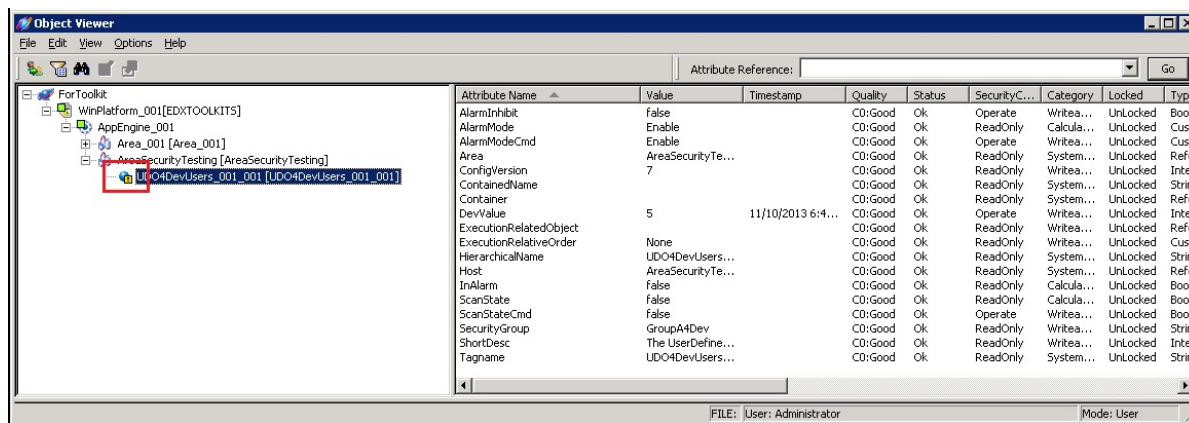 Object Viewer
File Edit View Options Help
Attribute Reference: Go
ForToolkit
WinPlatform_001[EDXTOOLKITS]
AppEngine_001
Area_001 [Area_001]
AreaSecurityTesting [AreaSecurityTesting]
UDO4DevUsers_001_001 [UDO4DevUsers_001_001]
Attribute Name Value Timestamp Quality Status SecurityC... Category Locked Typ
AlarmInhibit false C0:Good Ok Operate Writea... UnLocked Boo
AlarmMode Enable C0:Good Ok ReadOnly Calcula... UnLocked Cus
AlarmModeCmd Enable C0:Good Ok Operate Writea... UnLocked Cus
Area AreaSecurityTe... C0:Good Ok ReadOnly System... UnLocked Ref
ConfigVersion 7 C0:Good Ok ReadOnly Writea... UnLocked Inte
ContainedName C0:Good Ok ReadOnly System... UnLocked Strin
Container C0:Good Ok ReadOnly System... UnLocked Ref
DevValue 5 11/10/2013 6:4... C0:Good Ok Operate Writea... UnLocked Inte
ExecutionRelatedObject C0:Good Ok ReadOnly Writea... UnLocked Ref
ExecutionRelativeOrder None C0:Good Ok ReadOnly Writea... UnLocked Cus
HierarchicalName UDO4DevUsers... C0:Good Ok ReadOnly System... UnLocked Strin
Host AreaSecurityTe... C0:Good Ok ReadOnly System... UnLocked Ref
InAlarm false C0:Good Ok ReadOnly Calcula... UnLocked Boo
ScanState false C0:Good Ok ReadOnly Calcula... UnLocked Boo
ScanStateCmd false C0:Good Ok Operate Writea... UnLocked Boo
SecurityGroup GroupA4Dev C0:Good Ok ReadOnly Writea... UnLocked Strin
ShortDesc The UserDefine... C0:Good Ok ReadOnly Writea... UnLocked Inte
Tagname UDO4DevUsers... C0:Good Ok ReadOnly System... UnLocked Strin
FILE: User: Administrator Mode: User